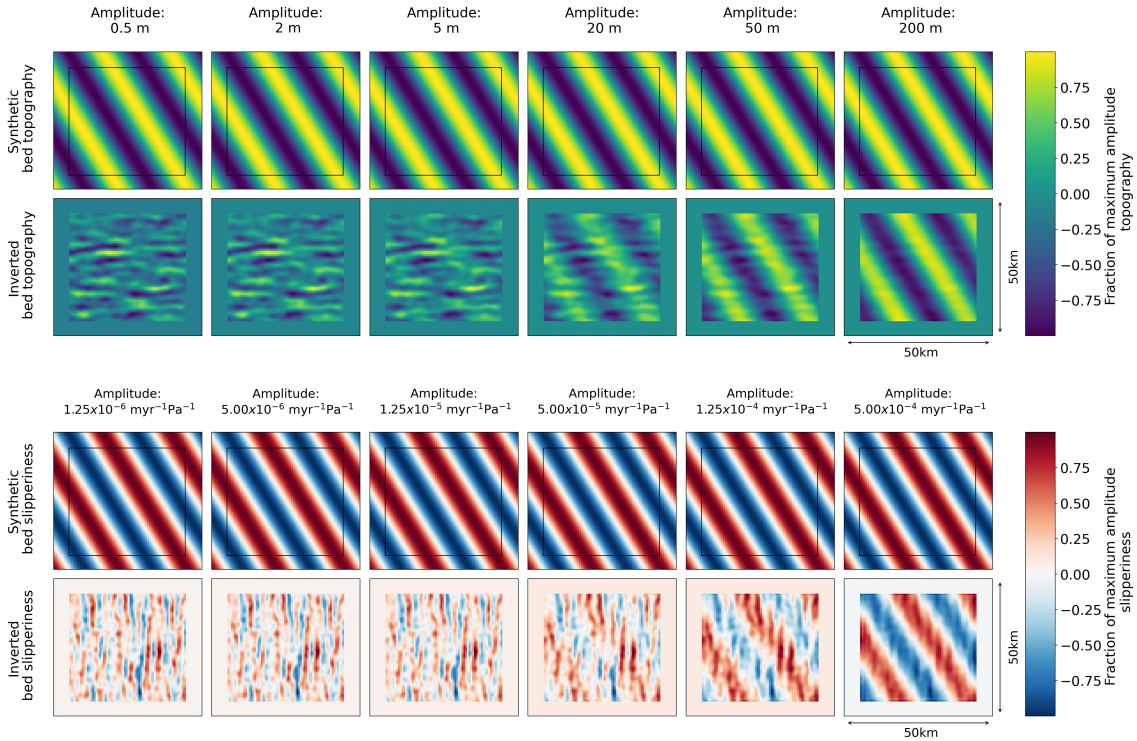 Amplitude:
0.5 m
Amplitude:
2 m
Amplitude:
5 m
Amplitude:
20 m
Amplitude:
50 m
Amplitude:
200 m
Synthetic
bed topography
Inverted
bed topography
50km
50km
0.75
0.50
0.25
0.00
−0.25
−0.50
−0.75
Fraction of maximum amplitude
topography
Amplitude:
1.25x10⁻⁶ myr⁻¹Pa⁻¹
Amplitude:
5.00x10⁻⁶ myr⁻¹Pa⁻¹
Amplitude:
1.25x10⁻⁵ myr⁻¹Pa⁻¹
Amplitude:
5.00x10⁻⁵ myr⁻¹Pa⁻¹
Amplitude:
1.25x10⁻⁴ myr⁻¹Pa⁻¹
Amplitude:
5.00x10⁻⁴ myr⁻¹Pa⁻¹
Synthetic
bed slipperiness
Inverted
bed slipperiness
50km
50km
0.75
0.50
0.25
0.00
−0.25
−0.50
−0.75
Fraction of maximum amplitude
slipperiness